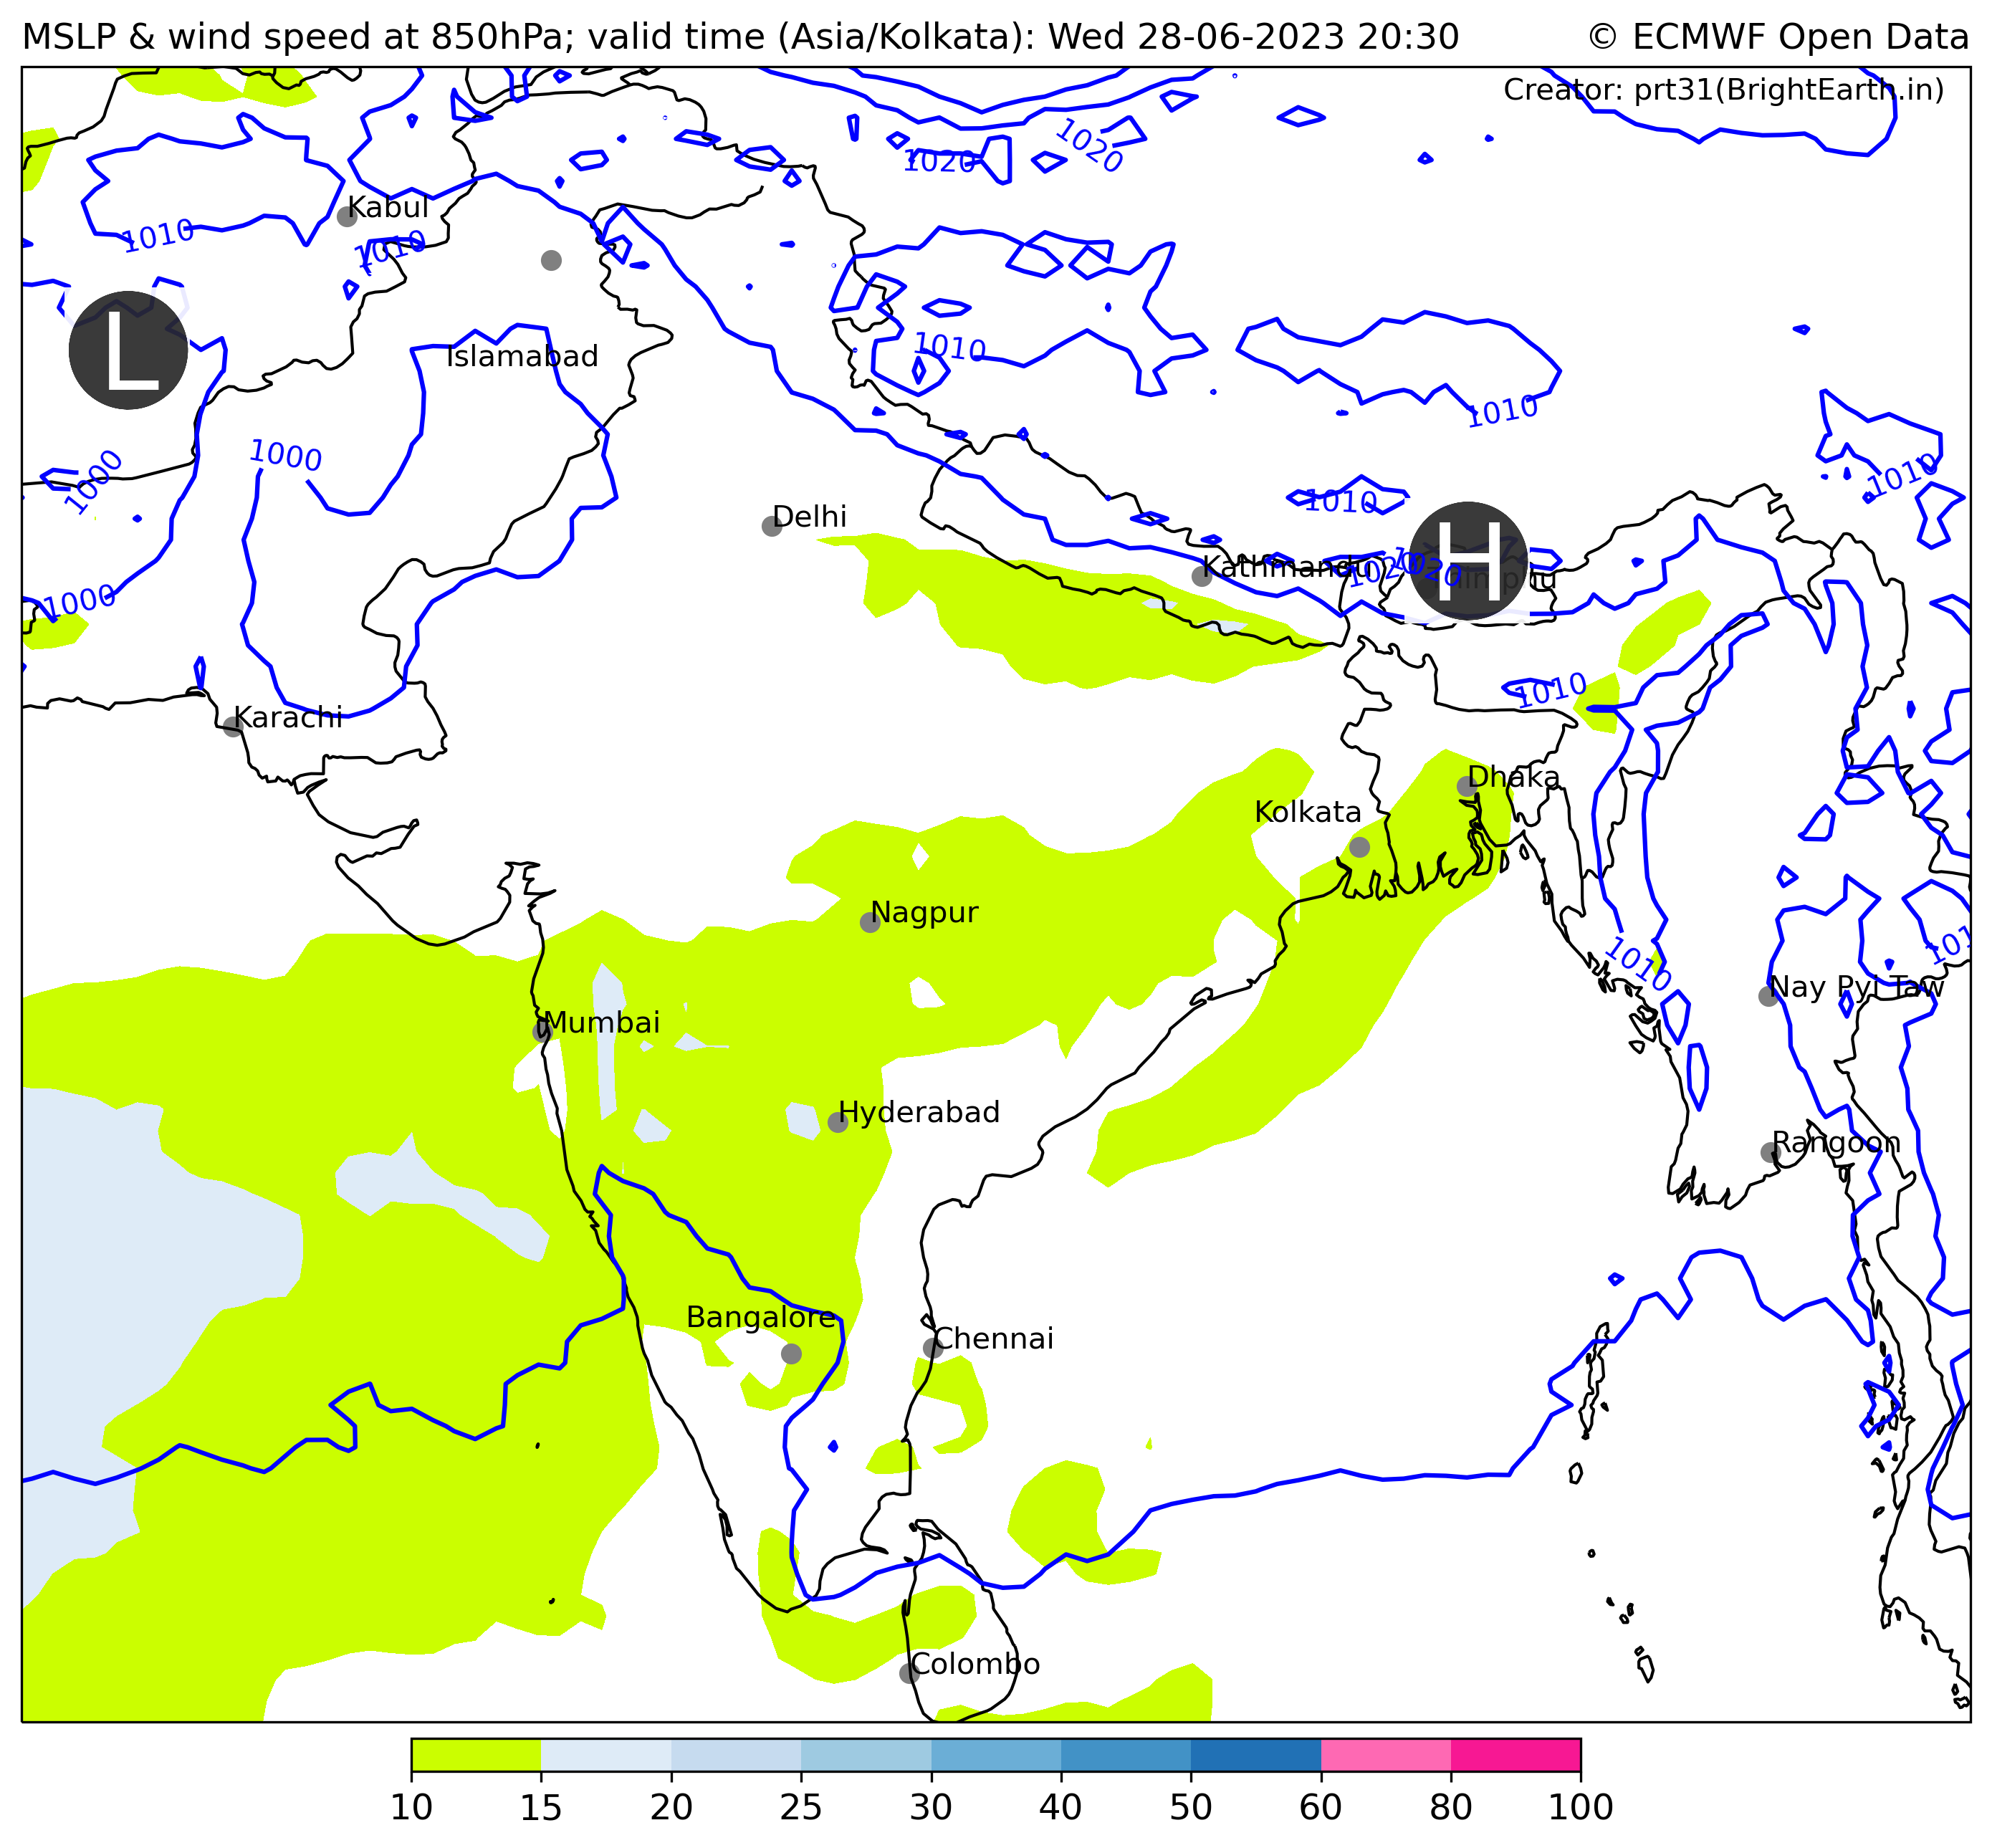 MSLP & wind speed at 850hPa; valid time (Asia/Kolkata): Wed 28-06-2023 20:30
© ECMWF Open Data
Creator: prt31(BrightEarth.in)
1020
1020
Kabul
1010
1010
L
1010
Islamabad
1010
1000
1000
1010
1010
Delhi
H
Kathmandu
1020
1020
1000
1010
Karachi
Dhaka
Kolkata
Nagpur
1010
Nay Pyi Taw
Mumbai
Hyderabad
Rangoon
Bangalore
Chennai
Colombo
10 15 20 25 30 40 50 60 80 100